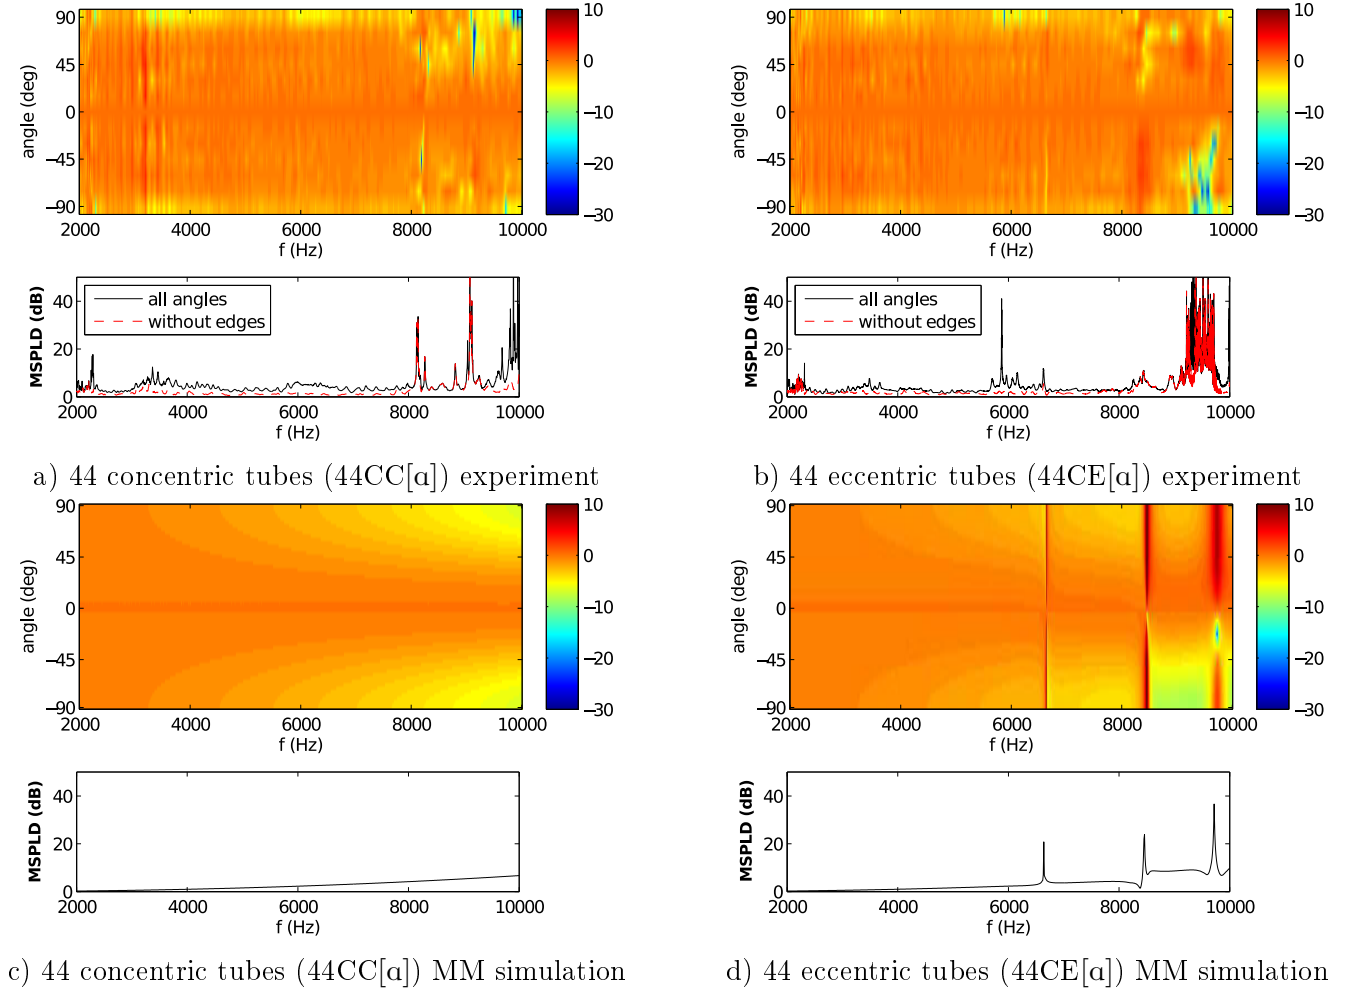 angle (deg)
90
45
0
−45
−90
2000 4000 6000 8000 10000
f (Hz)
10
0
−10
−20
−30
angle (deg)
90
45
0
−45
−90
2000 4000 6000 8000 10000
f (Hz)
10
0
−10
−20
−30
MSPLD (dB)
40
20
0
all angles
without edges
2000 4000 6000 8000 10000
f (Hz)
MSPLD (dB)
40
20
0
all angles
without edges
2000 4000 6000 8000 10000
f (Hz)
a) 44 concentric tubes (44CC[ɑ]) experiment
b) 44 eccentric tubes (44CE[ɑ]) experiment
angle (deg)
90
45
0
−45
−90
2000 4000 6000 8000 10000
f (Hz)
10
0
−10
−20
−30
angle (deg)
90
45
0
−45
−90
2000 4000 6000 8000 10000
f (Hz)
10
0
−10
−20
−30
MSPLD (dB)
40
20
0
2000 4000 6000 8000 10000
f (Hz)
MSPLD (dB)
40
20
0
2000 4000 6000 8000 10000
f (Hz)
c) 44 concentric tubes (44CC[ɑ]) MM simulation
d) 44 eccentric tubes (44CE[ɑ]) MM simulation